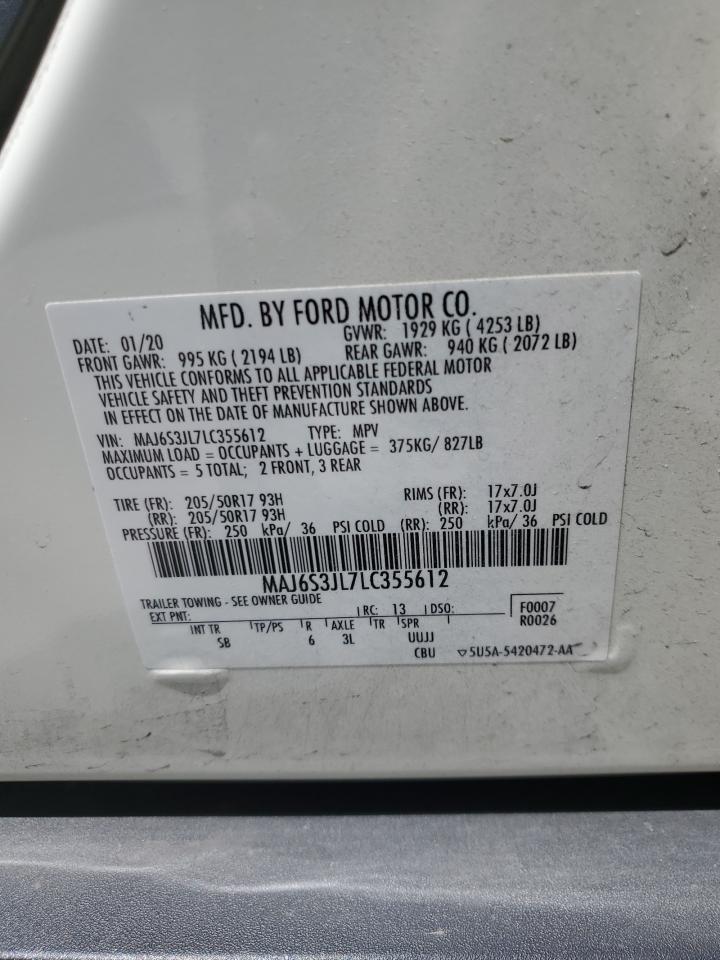 MFD. BY FORD MOTOR CO.
DATE: 01/20 GVWR: 1929 KG ( 4253 LB)
FRONT GAWR: 995 KG ( 2194 LB) REAR GAWR: 940 KG ( 2072 LB)
THIS VEHICLE CONFORMS TO ALL APPLICABLE FEDERAL MOTOR
VEHICLE SAFETY AND THEFT PREVENTION STANDARDS
IN EFFECT ON THE DATE OF MANUFACTURE SHOWN ABOVE.
VIN: MAJ6S3JL7LC355612 TYPE: MPV
MAXIMUM LOAD = OCCUPANTS + LUGGAGE = 375KG/ 827LB
OCCUPANTS = 5 TOTAL; 2 FRONT, 3 REAR
TIRE (FR): 205/50R17 93H RIMS (FR): 17x7.0J
(RR): 205/50R17 93H (RR): 17x7.0J
PRESSURE (FR): 250 kPa/ 36 PSI COLD (RR): 250 kPa/ 36 PSI COLD
MAJ6S3JL7LC355612
TRAILER TOWING - SEE OWNER GUIDE
EXT PNT: RC: 13 DSO: F0007
R0026
INT TR TP/PS R AXLE TR SPR
SB 6 3L UUJJ
CBU ▽5U5A-5420472-AA